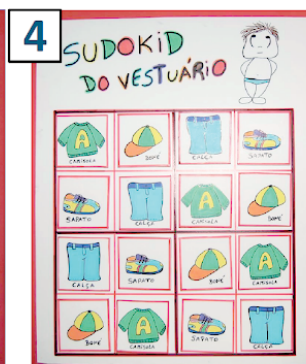 4
SUDOKID
DO VESTUÁRIO
A A
CAMISOLA BONÉ CALÇA SAPATO
A
SAPATO CALÇA CAMISOLA BONÉ
A
CALÇA SAPATO BONÉ CAMISOLA
A
BONÉ CAMISOLA SAPATO CALÇA